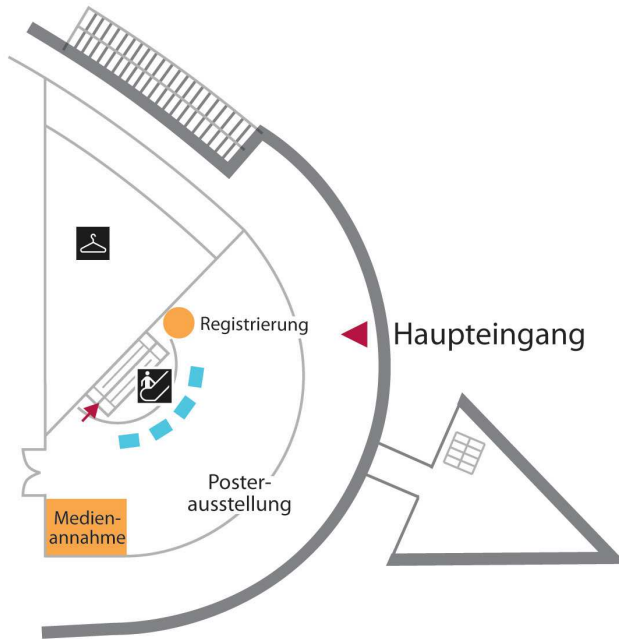 Registrierung
Haupteingang
Poster-
ausstellung
Medien-
annahme